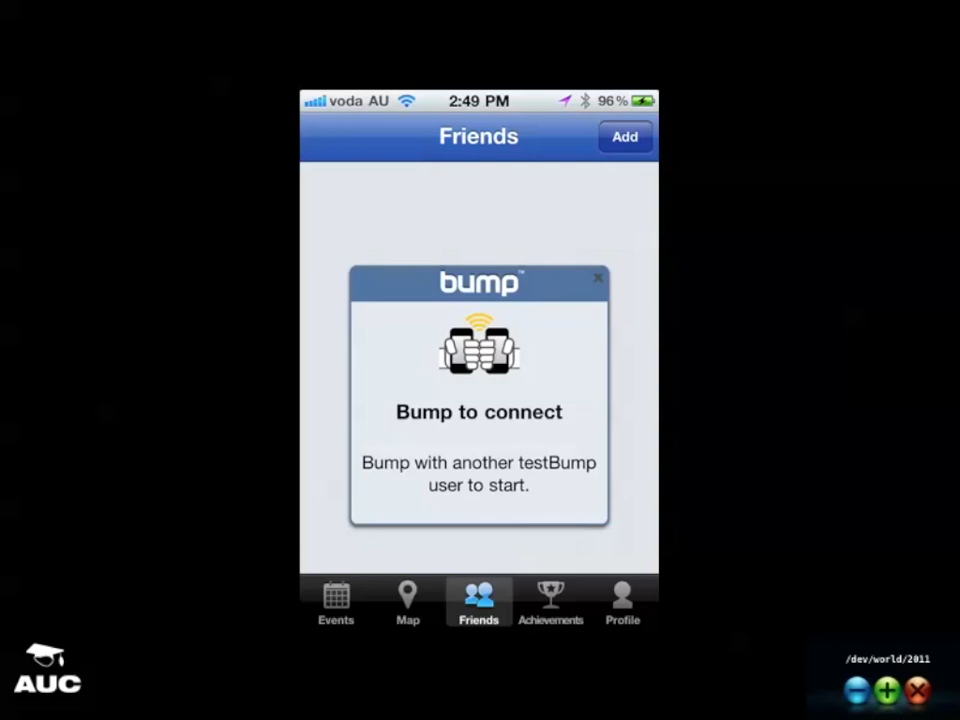 voda AU 2:49 PM 96%
Friends
Add
bump™
Bump to connect
Bump with another testBump
user to start.
Events Map Friends Achievements Profile
AUC
/dev/world/2011